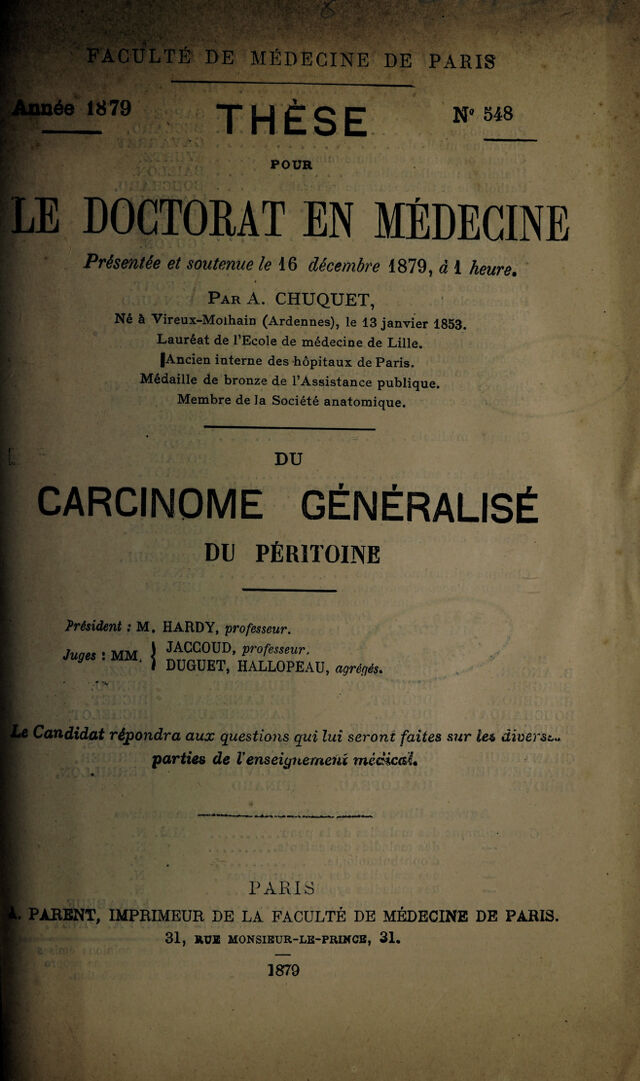 FACULTÉ DE MÉDECINE DE PARIS
Année 1879
THÈSE
N° 548
POUR
LE DOCTORAT EN MÉDECINE
Présentée et soutenue le 16 décembre 1879, à 1 heure.
PAR A. CHUQUET,
Né à Vireux-Molhain (Ardennes), le 13 janvier 1853.
Lauréat de l'Ecole de médecine de Lille.
Ancien interne des hôpitaux de Paris.
Médaille de bronze de l'Assistance publique.
Membre de la Société anatomique.
DU
CARCINOME GÉNÉRALISÉ
DU PÉRITOINE
Président : M. HARDY, professeur.
Juges : MM. { JACCOUD, professeur.
DUGUET, HALLOPEAU, agrégés.
Le Candidat répondra aux questions qui lui seront faites sur les diverses
parties de l'enseignement médical.
PARIS
A. PARENT, IMPRIMEUR DE LA FACULTÉ DE MÉDECINE DE PARIS.
31, RUE MONSIEUR-LE-PRINCE, 31.
1879